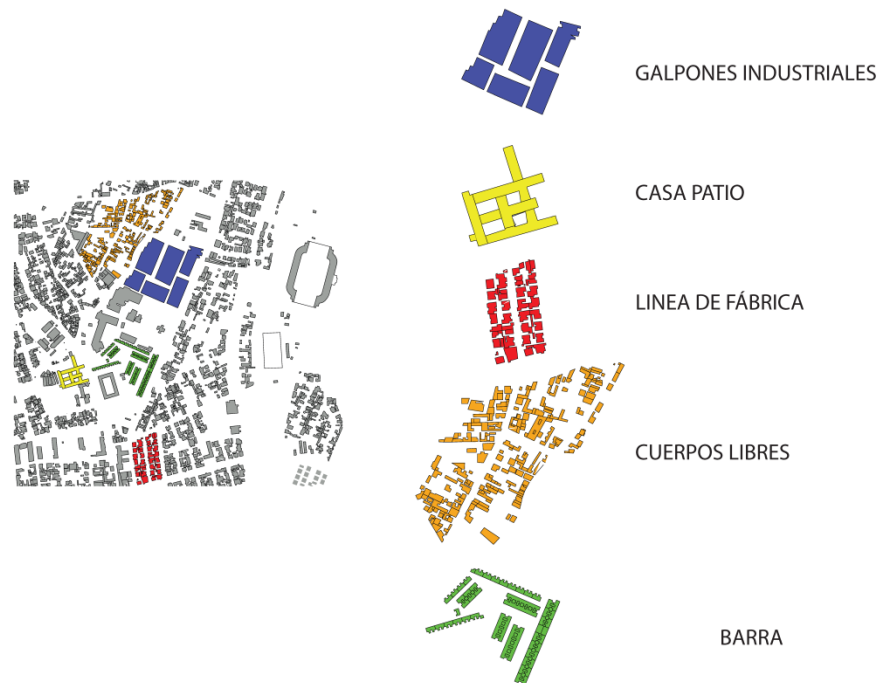 GALPONES INDUSTRIALES
CASA PATIO
LINEA DE FÁBRICA
CUERPOS LIBRES
BARRA